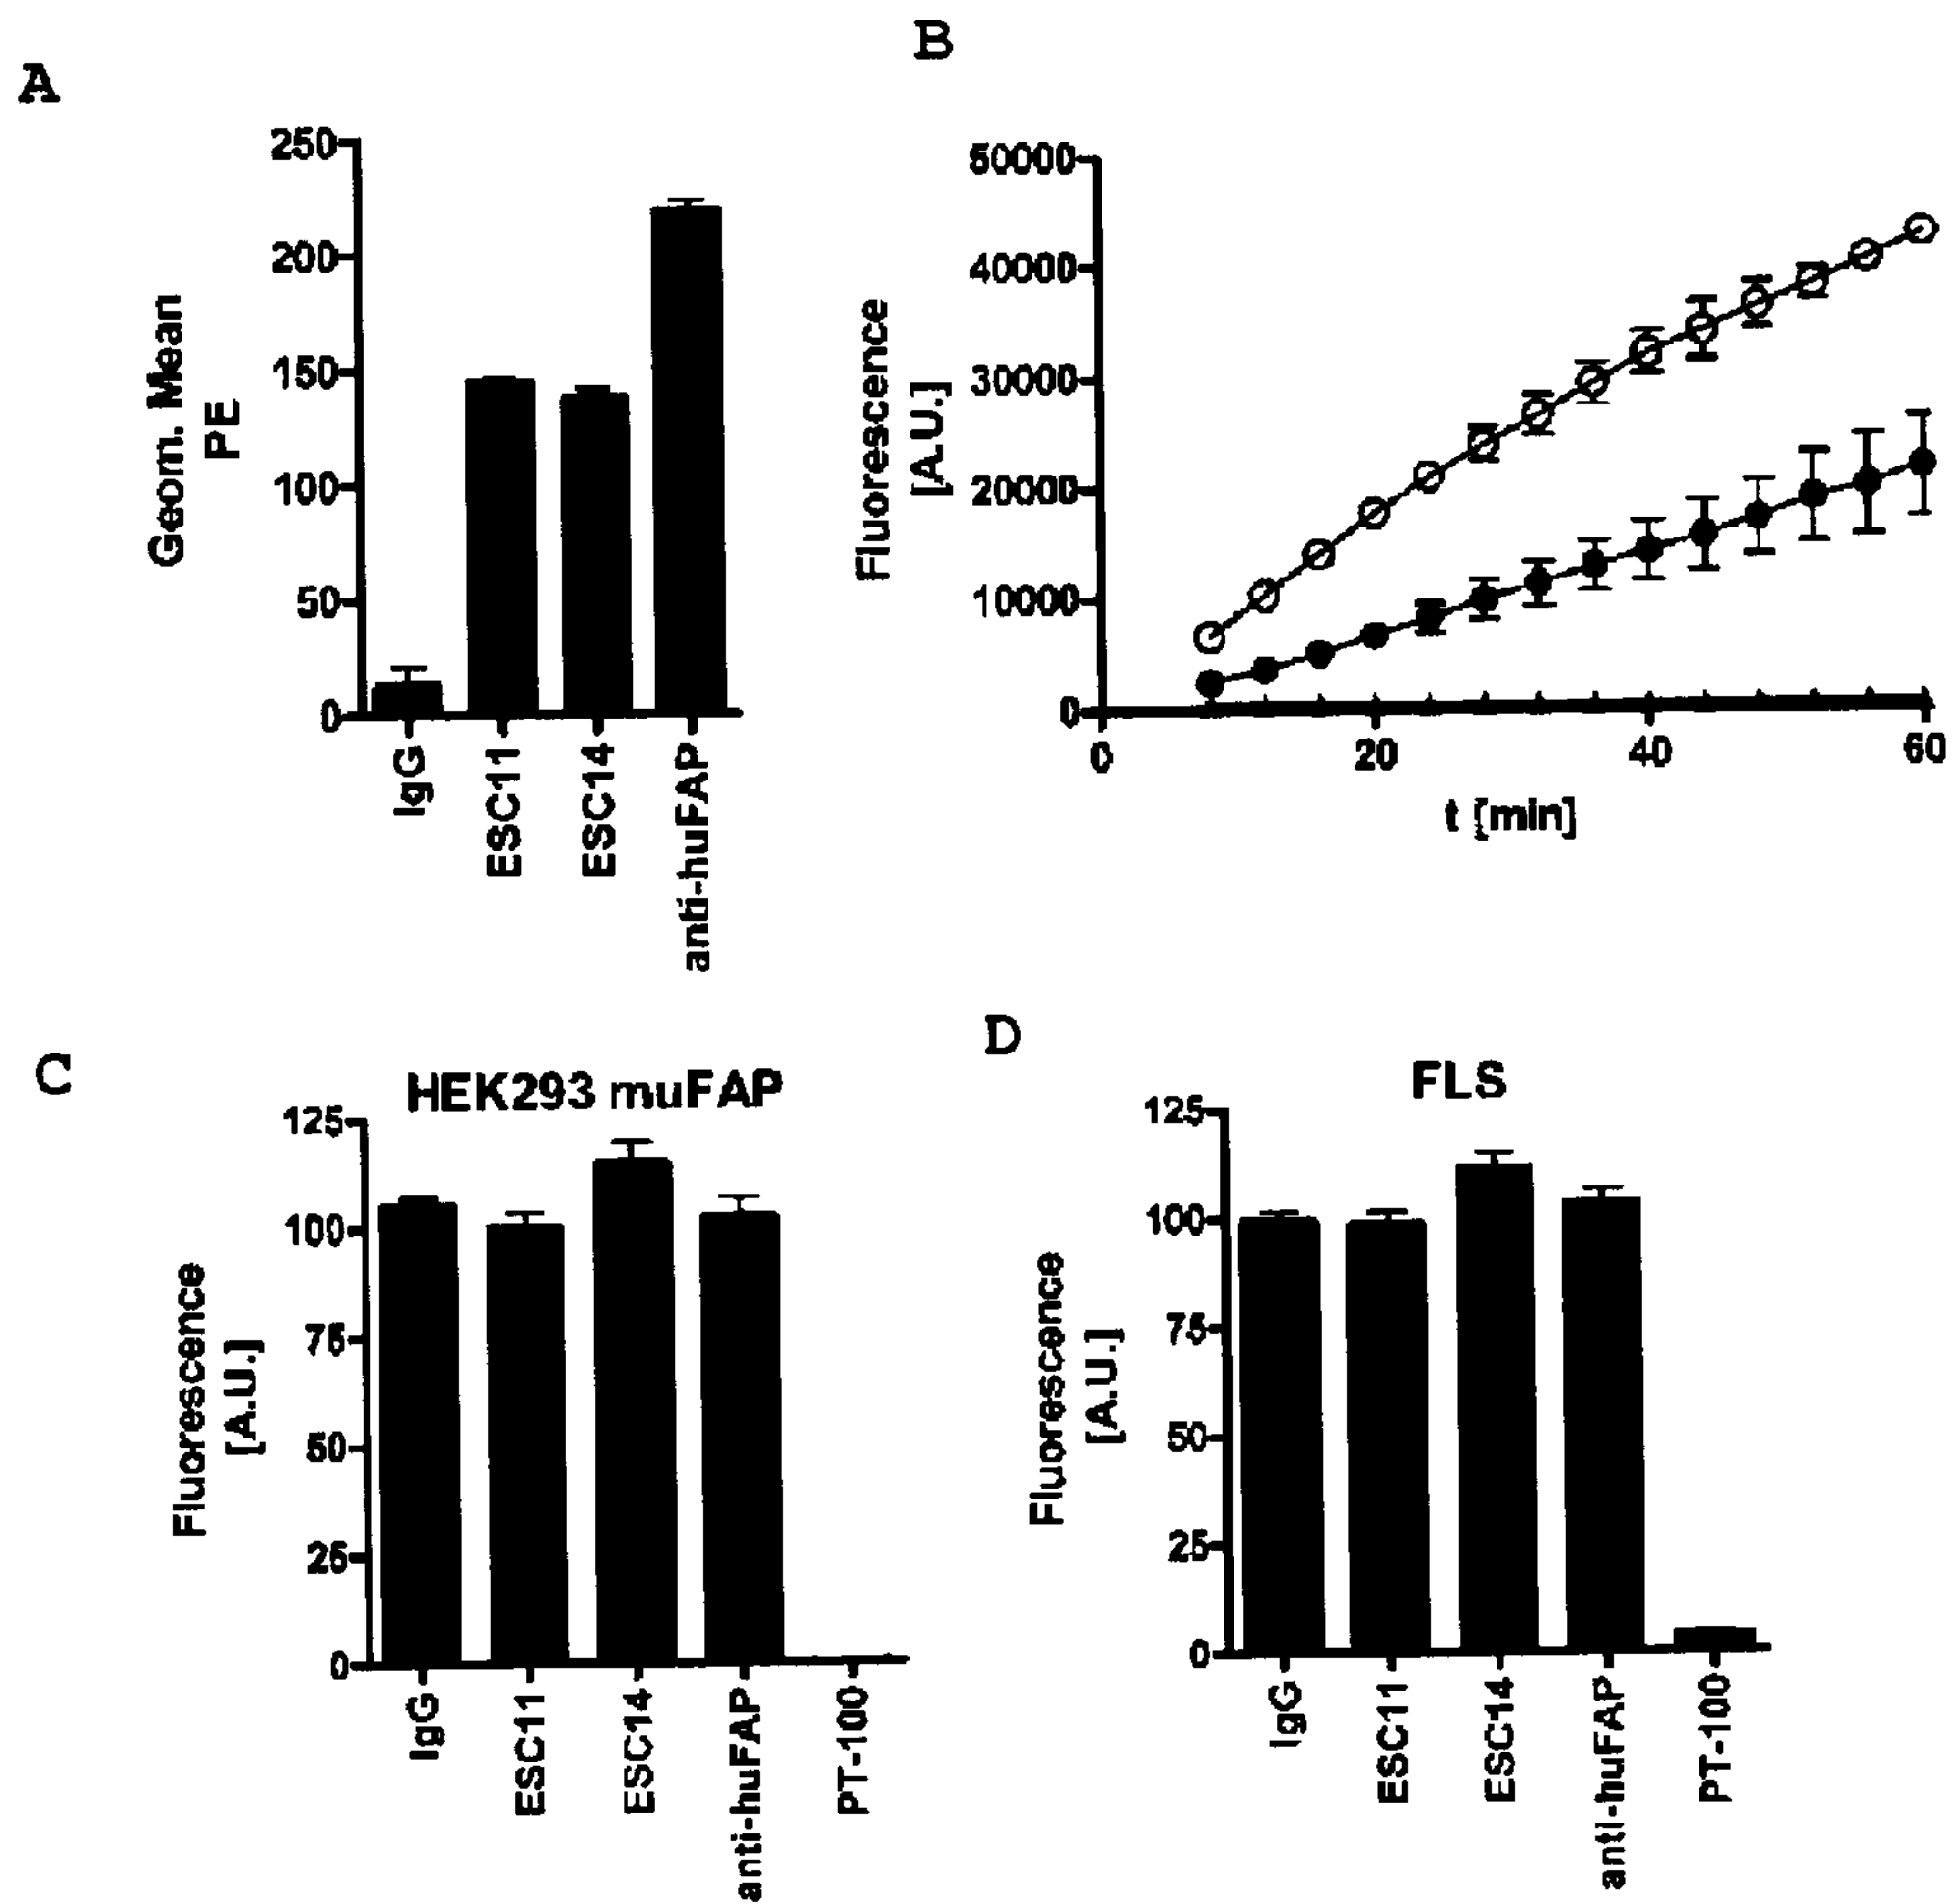 A
250
200
150
100
50
0
Geom. Mean
PE
IgG
ESC11
ESC14
anti-huFAP
B
50000
40000
30000
20000
10000
0
Fluorescence
[A.U.]
0
20
40
60
t [min]
C
HEK293 muFAP
125
100
75
50
25
0
Fluorescence
[A.U.]
IgG
ESC11
ESC14
anti-huFAP
PT-100
D
FLS
125
100
75
50
25
0
Fluorescence
[A.U.]
IgG
ESC11
ESC14
anti-huFAP
PT-100